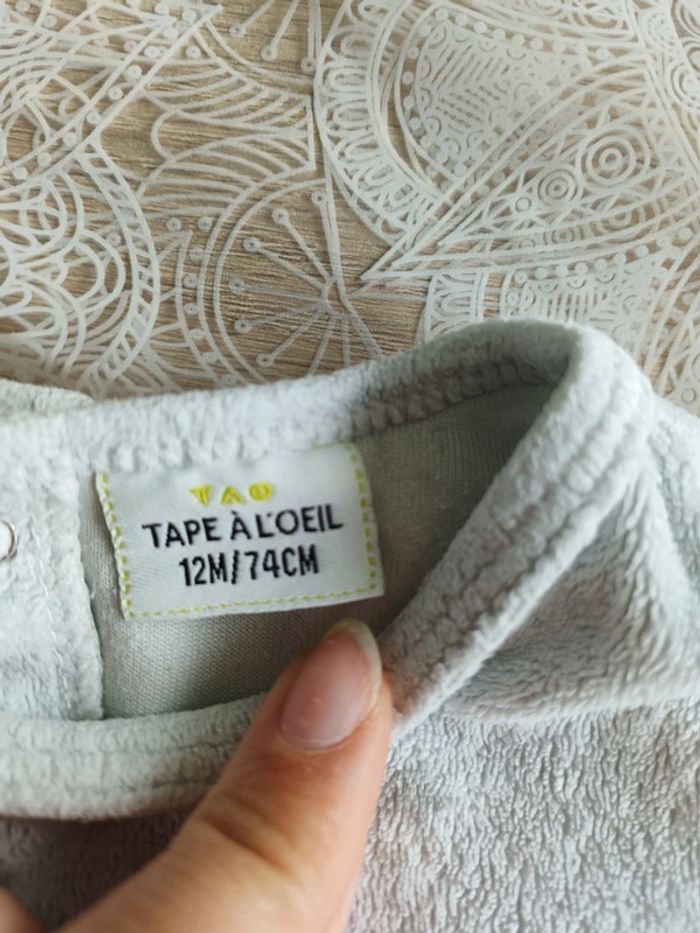 TAO
TAPE À L'OEIL
12M/74CM